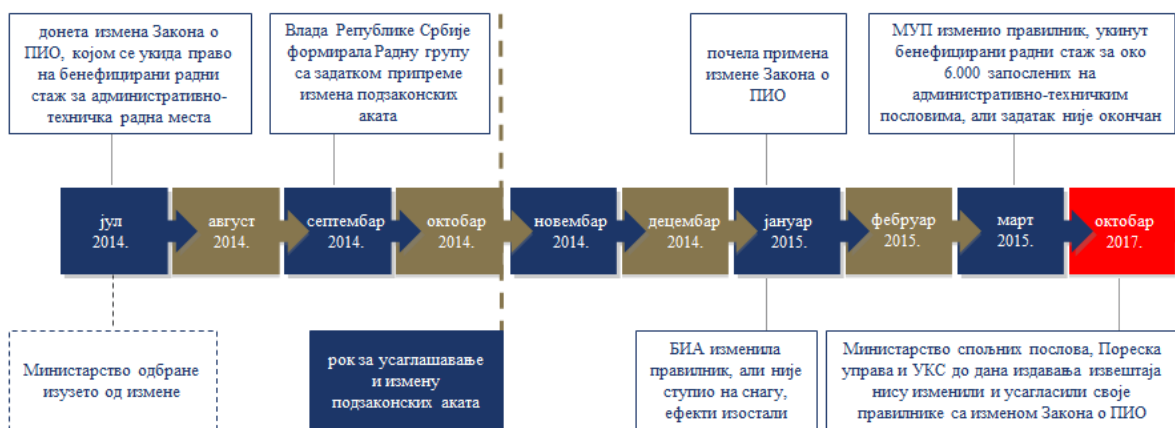 донета измена Закона о
ПИО, којом се укида право
на бенефицирани радни
стаж за административно-
техничка радна места
Влада Републике Србије
формирала Радну групу
са задатком припреме
измена подзаконских
аката
почела примена
измене Закона о
ПИО
МУП изменио правилник, укинут
бенефицирани радни стаж за око
6.000 запослених на
административно-техничким
пословима, али задатак није окончан
јул
2014.
август
2014.
септембар
2014.
октобар
2014.
новембар
2014.
децембар
2014.
јануар
2015.
фебруар
2015.
март
2015.
октобар
2017.
Министарство одбране
изузето од измене
рок за усаглашавање
и измену
подзаконских аката
БИА изменила
правилник, али није
ступио на снагу,
ефекти изостали
Министарство спољних послова, Пореска
управа и УКС до дана издавања извештаја
нису изменили и усагласили своје
правилнике са изменом Закона о ПИО